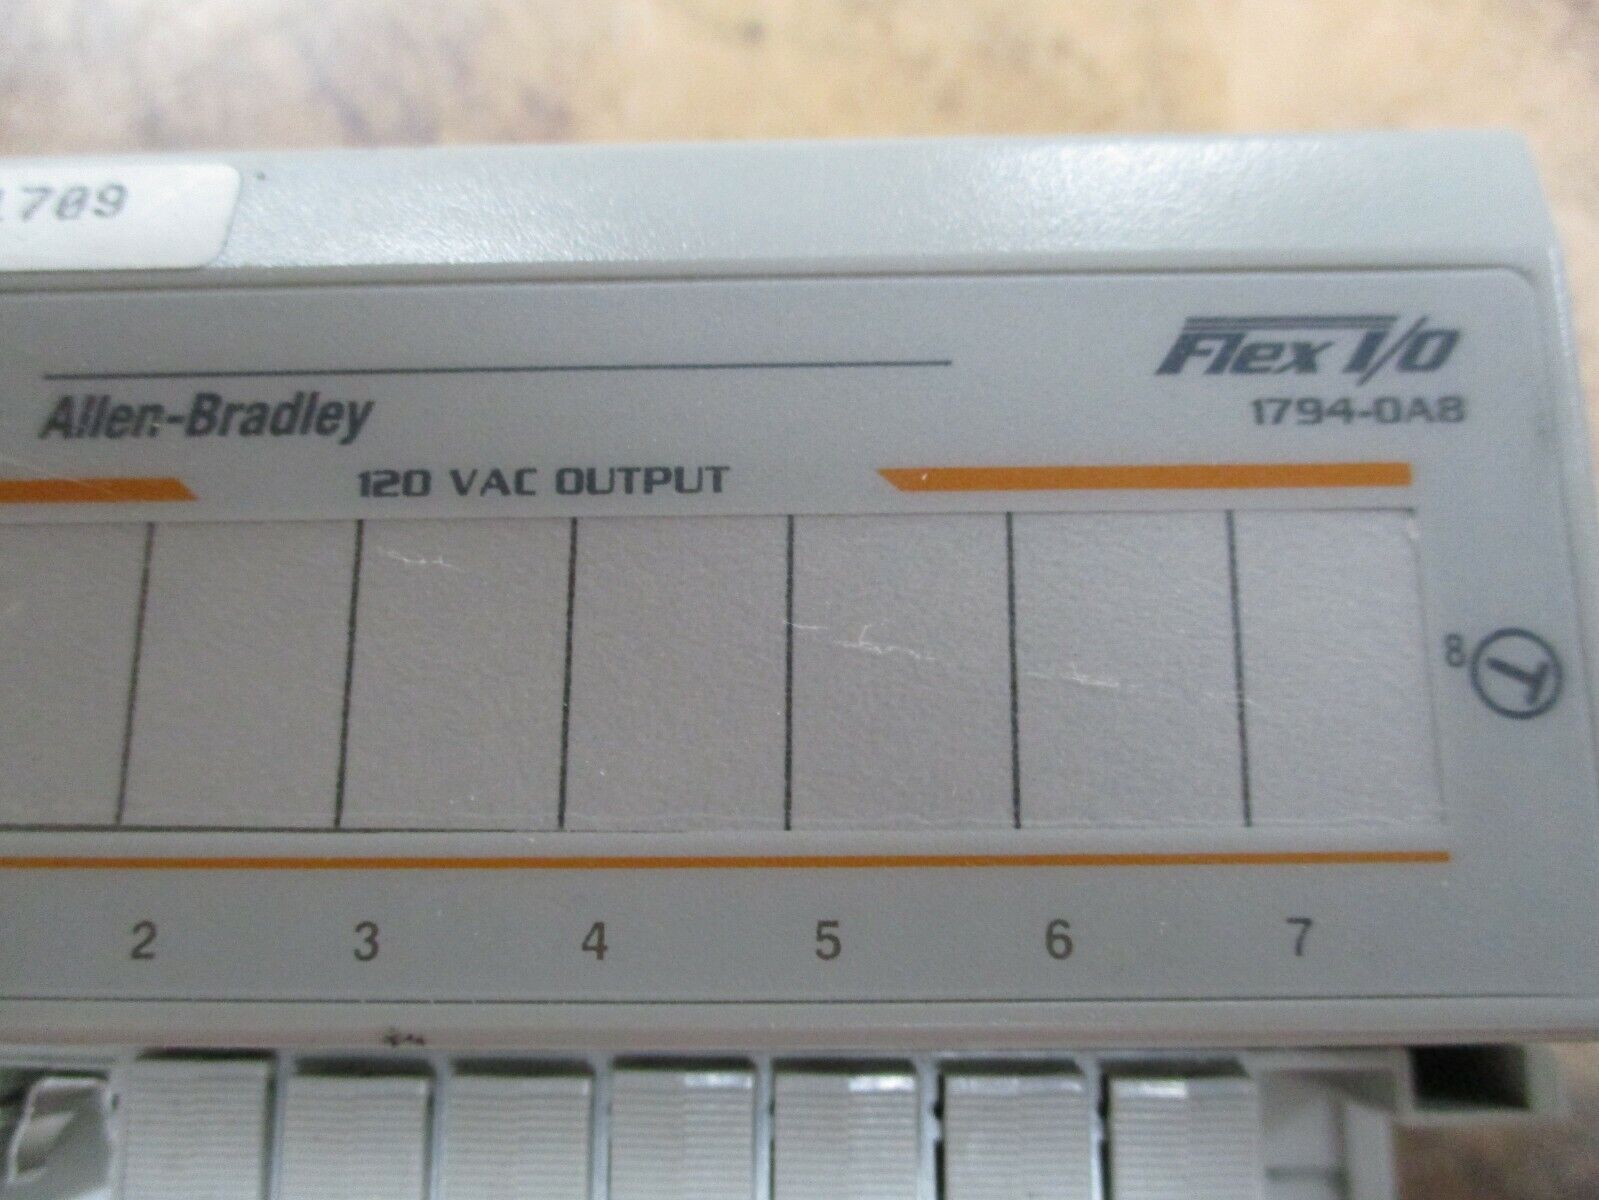 1709
Flex I/O
Allen-Bradley
1794-OA8
120 VAC OUTPUT
8
2 3 4 5 6 7